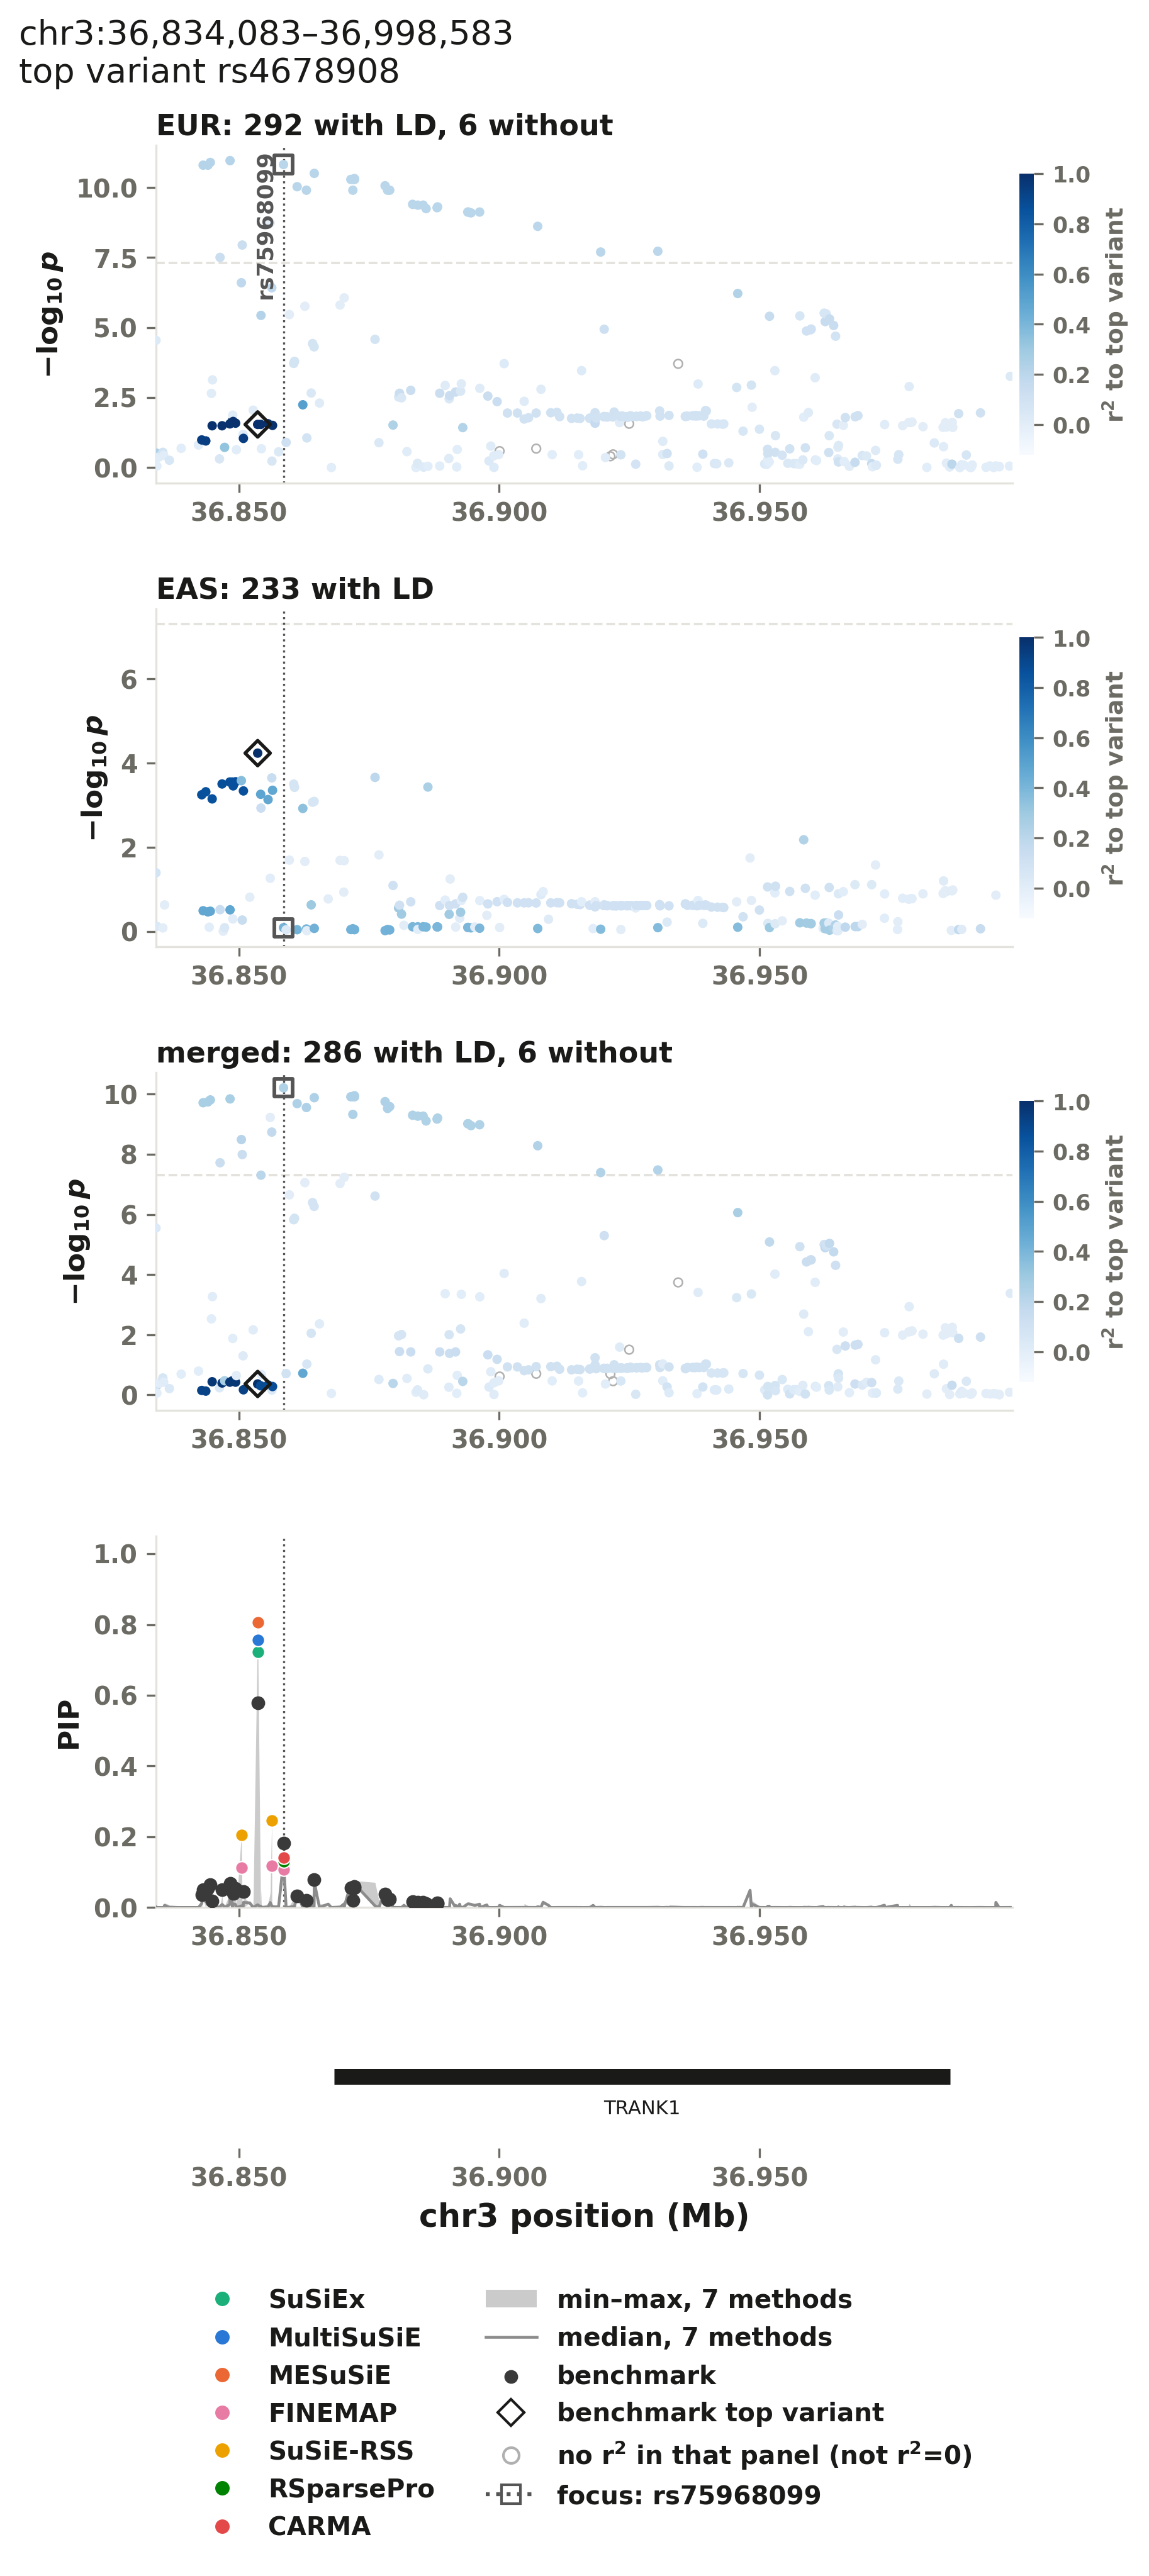 chr3:36,834,083–36,998,583
top variant rs4678908
EUR: 292 with LD, 6 without
rs75968099
−log10 p
10.0
7.5
5.0
2.5
0.0
36.850
36.900
36.950
1.0
0.8
0.6
0.4
0.2
0.0
r² to top variant
EAS: 233 with LD
−log10 p
6
4
2
0
36.850
36.900
36.950
1.0
0.8
0.6
0.4
0.2
0.0
r² to top variant
merged: 286 with LD, 6 without
−log10 p
10
8
6
4
2
0
36.850
36.900
36.950
1.0
0.8
0.6
0.4
0.2
0.0
r² to top variant
PIP
1.0
0.8
0.6
0.4
0.2
0.0
36.850
36.900
36.950
TRANK1
36.850
36.900
36.950
chr3 position (Mb)
SuSiEx
MultiSuSiE
MESuSiE
FINEMAP
SuSiE-RSS
RSparsePro
CARMA
min–max, 7 methods
median, 7 methods
benchmark
benchmark top variant
no r² in that panel (not r²=0)
focus: rs75968099